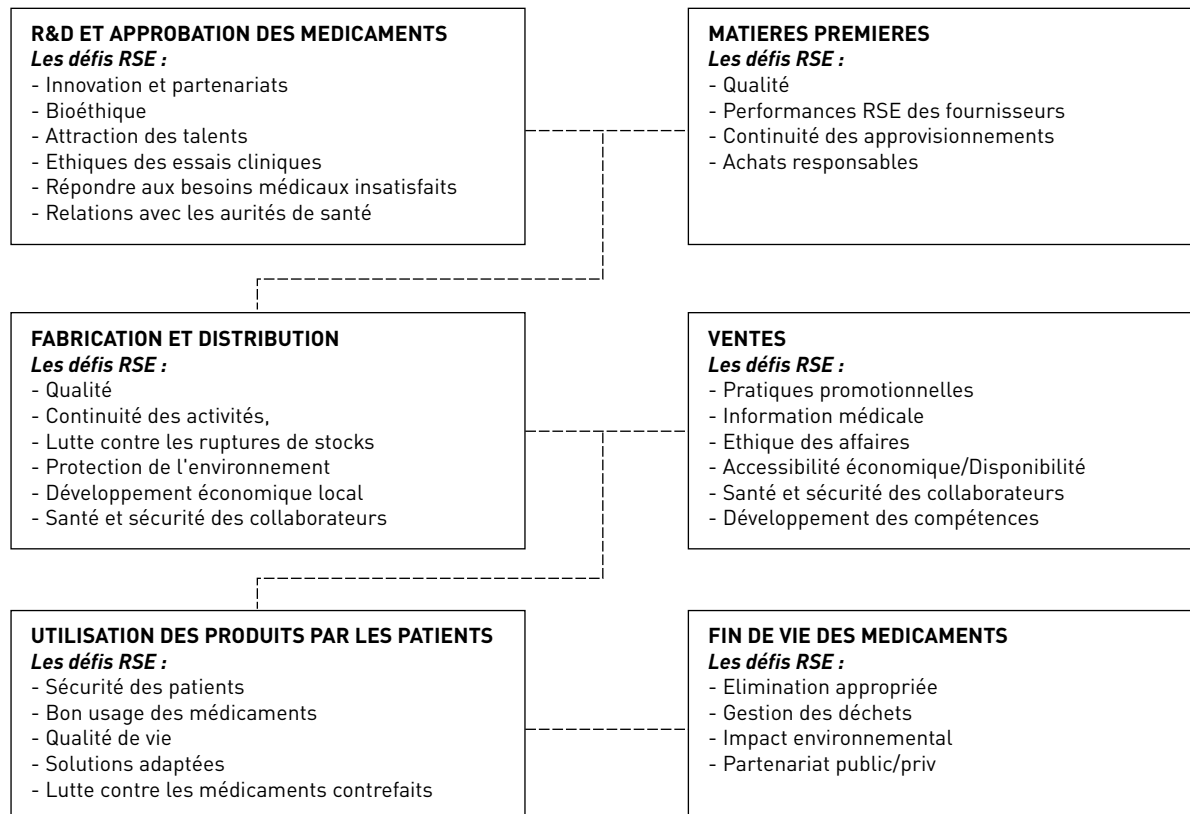 R&D ET APPROBATION DES MEDICAMENTS
Les défis RSE :
- Innovation et partenariats
- Bioéthique
- Attraction des talents
- Ethiques des essais cliniques
- Répondre aux besoins médicaux insatisfaits
- Relations avec les aurités de santé
MATIERES PREMIERES
Les défis RSE :
- Qualité
- Performances RSE des fournisseurs
- Continuité des approvisionnements
- Achats responsables
FABRICATION ET DISTRIBUTION
Les défis RSE :
- Qualité
- Continuité des activités,
- Lutte contre les ruptures de stocks
- Protection de l'environnement
- Développement économique local
- Santé et sécurité des collaborateurs
VENTES
Les défis RSE :
- Pratiques promotionnelles
- Information médicale
- Ethique des affaires
- Accessibilité économique/Disponibilité
- Santé et sécurité des collaborateurs
- Développement des compétences
UTILISATION DES PRODUITS PAR LES PATIENTS
Les défis RSE :
- Sécurité des patients
- Bon usage des médicaments
- Qualité de vie
- Solutions adaptées
- Lutte contre les médicaments contrefaits
FIN DE VIE DES MEDICAMENTS
Les défis RSE :
- Elimination appropriée
- Gestion des déchets
- Impact environnemental
- Partenariat public/priv